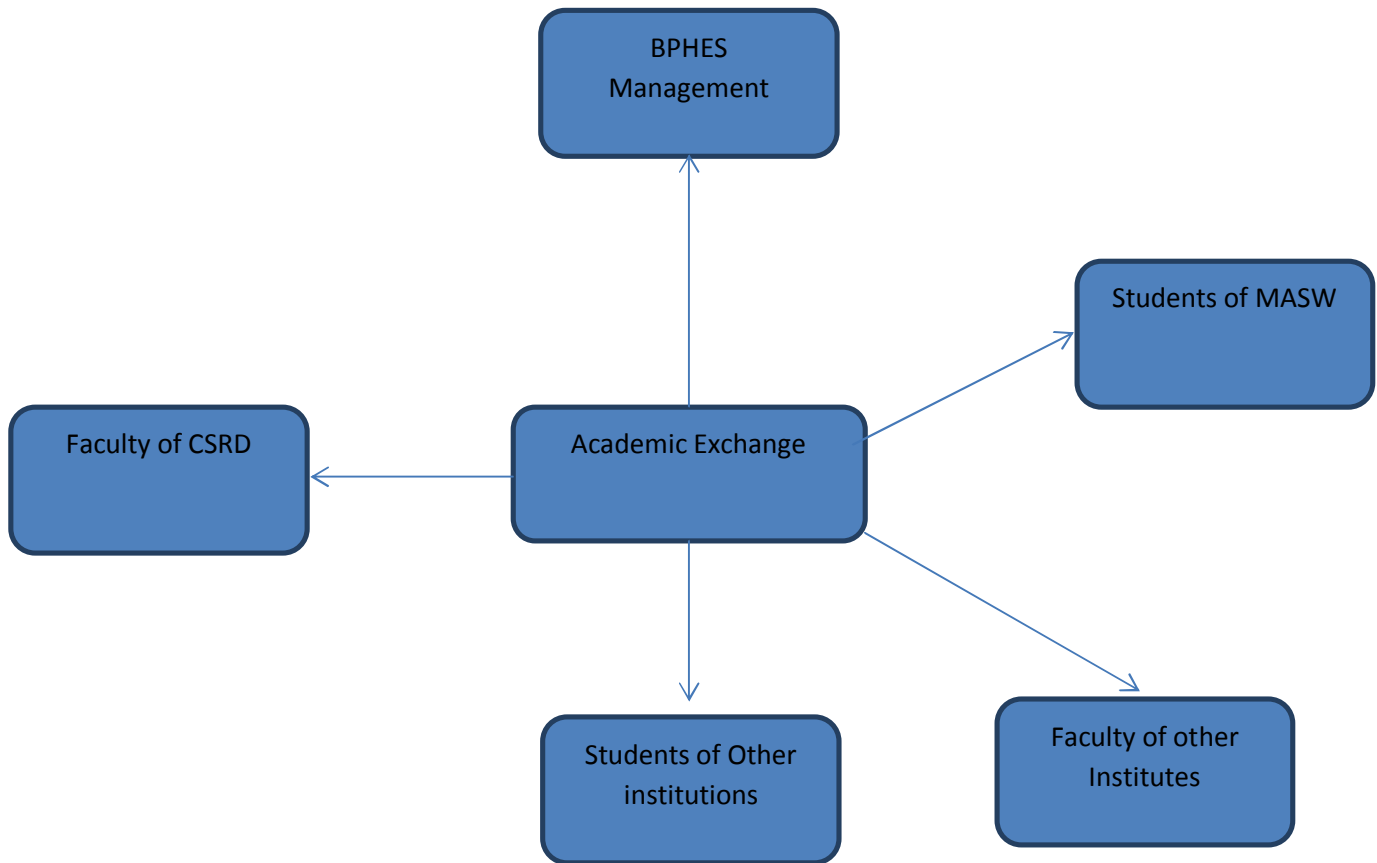 BPHES
Management
Students of MASW
Faculty of CSRD
Academic Exchange
Students of Other
institutions
Faculty of other
Institutes